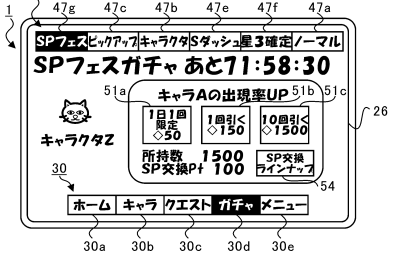 1
47g 47c 47b 47e 47f 47a
SPフェス ピックアップ キャラクタ Sダッシュ 星3確定 ノーマル
SPフェスガチャ あと71:58:30
キャラAの出現率UP
51a 51b 51c
1日1回限定 ◇50
1回引く ◇150
10回引く ◇1500
26
キャラクタZ
所持数 1500
SP交換Pt 100
SP交換ラインナップ
54
30
ホーム キャラ クエスト ガチャ メニュー
30a 30b 30c 30d 30e